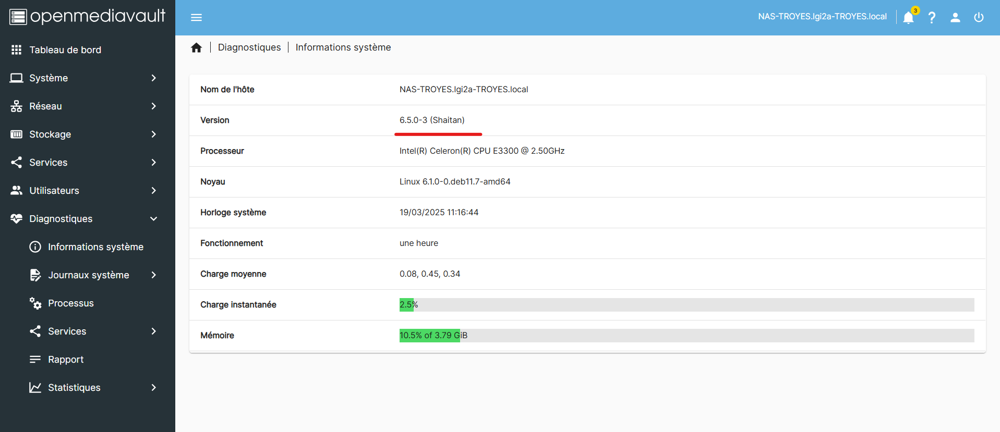 openmediavault
NAS-TROYES.lgi2a-TROYES.local
3
Tableau de bord
Système
Réseau
Stockage
Services
Utilisateurs
Diagnostiques
Informations système
Journaux système
Processus
Services
Rapport
Statistiques
Diagnostiques | Informations système
Nom de l'hôte NAS-TROYES.lgi2a-TROYES.local
Version 6.5.0-3 (Shaitan)
Processeur Intel(R) Celeron(R) CPU E3300 @ 2.50GHz
Noyau Linux 6.1.0-0.deb11.7-amd64
Horloge système 19/03/2025 11:16:44
Fonctionnement une heure
Charge moyenne 0.08, 0.45, 0.34
Charge instantanée 2.5%
Mémoire 10.5% of 3.79 GiB